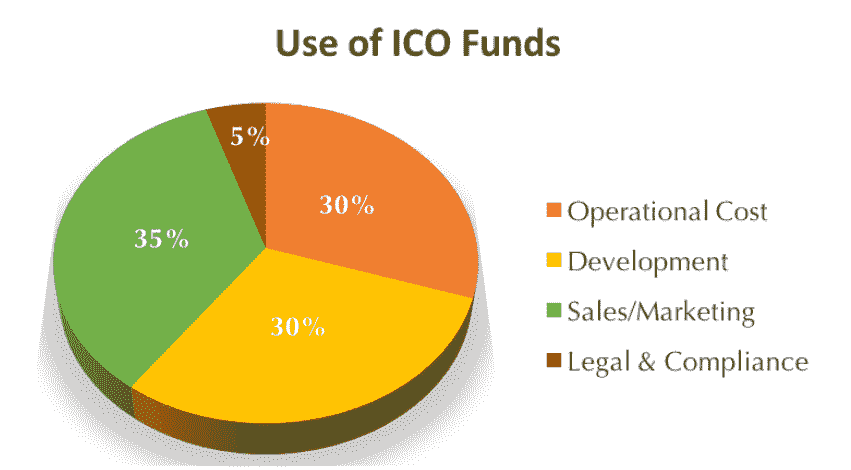 Use of ICO Funds
5%
30%
35%
30%
Operational Cost
Development
Sales/Marketing
Legal & Compliance